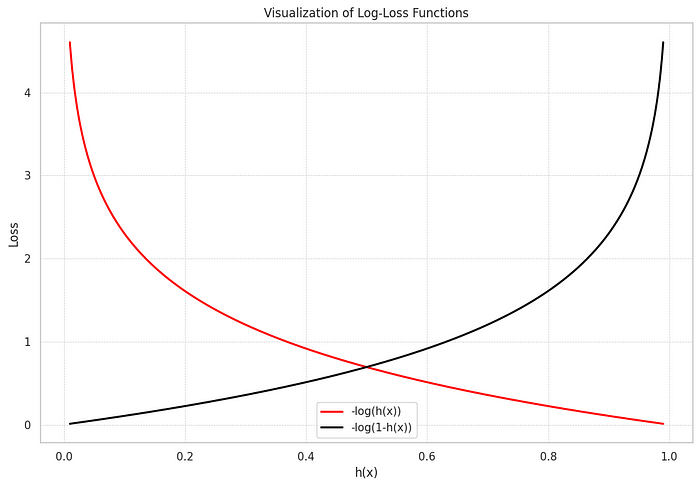 Visualization of Log-Loss Functions
Loss
4
3
2
1
0
-log(h(x))
-log(1-h(x))
0.0 0.2 0.4 0.6 0.8 1.0
h(x)